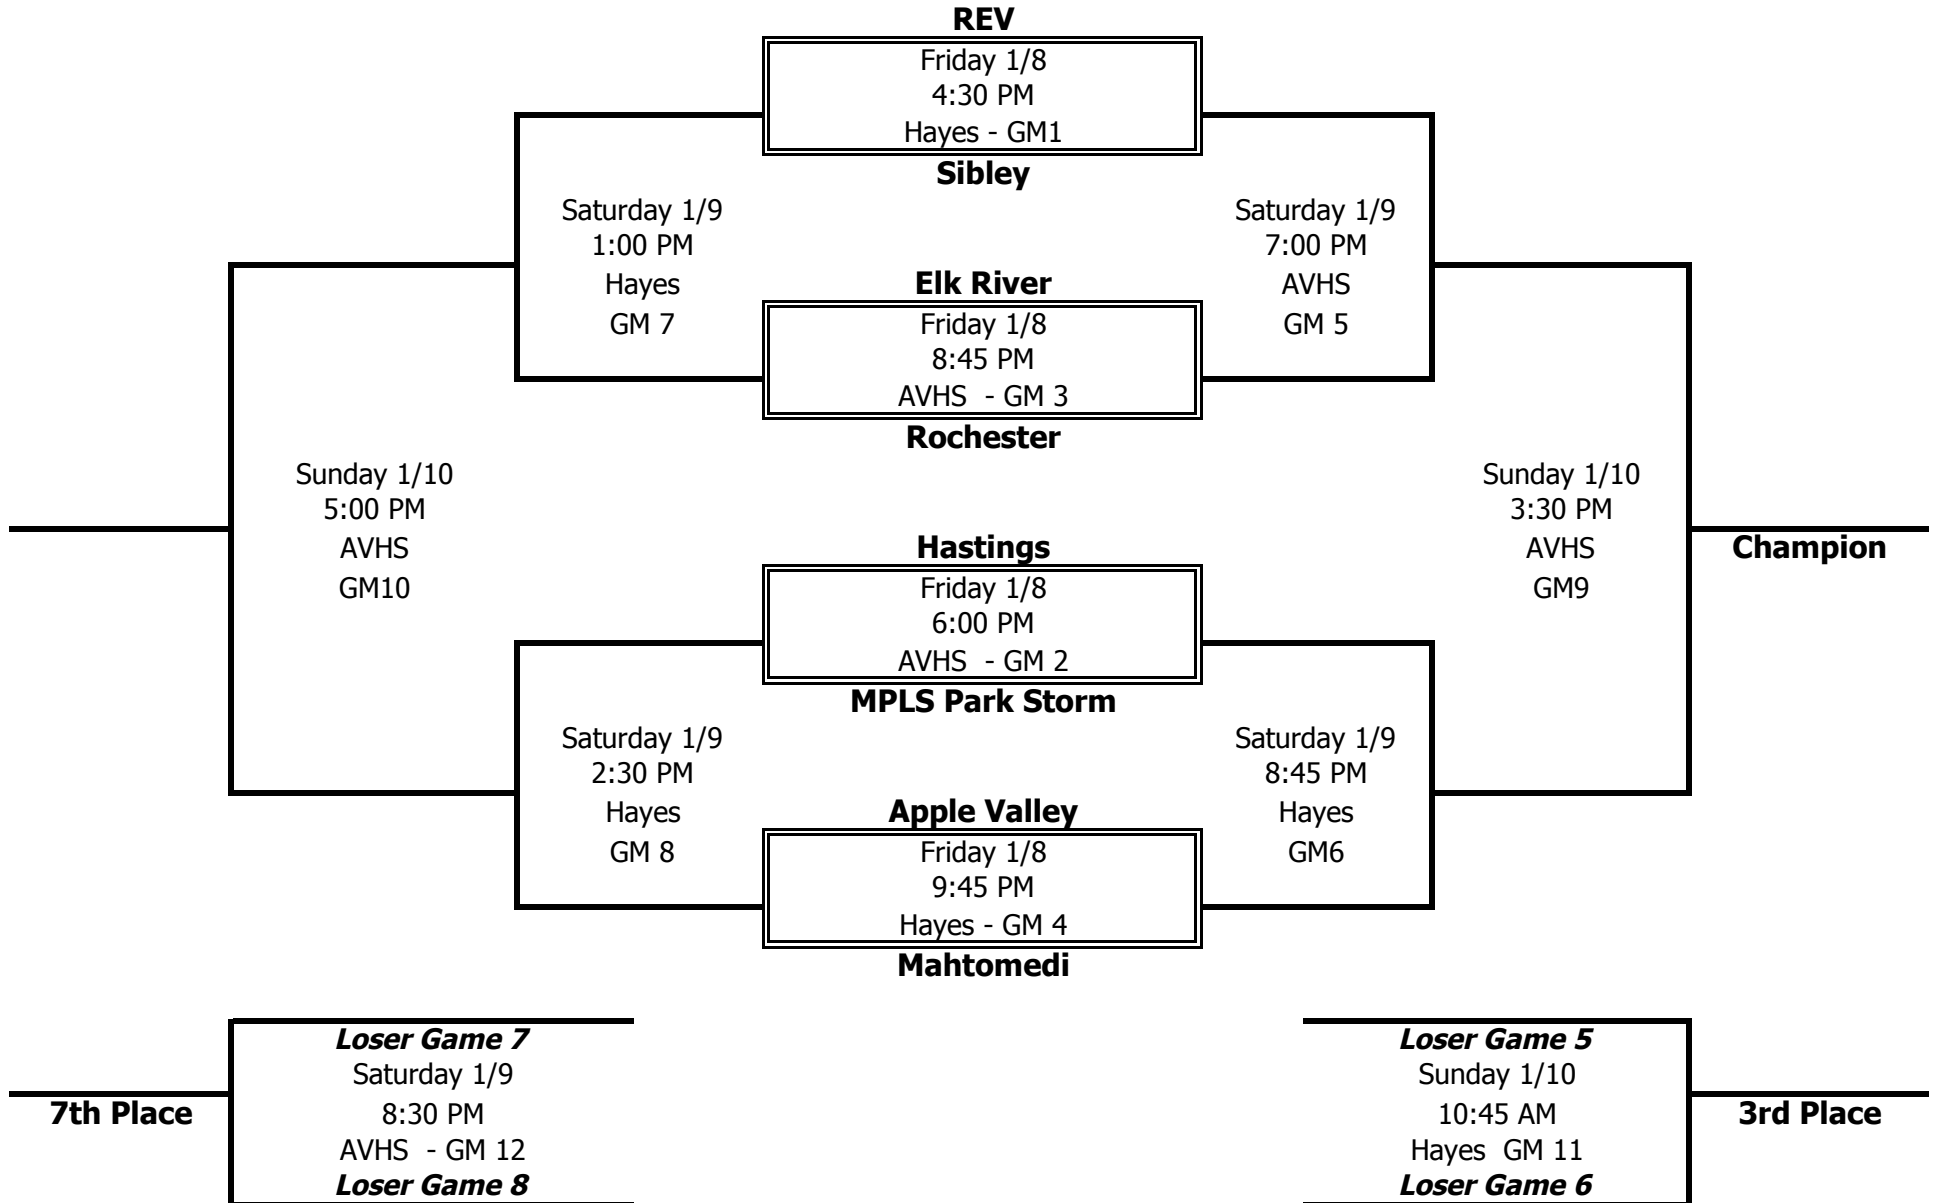 REV
Friday 1/8
4:30 PM
Hayes - GM1
Sibley
Saturday 1/9
1:00 PM
Hayes
GM 7
Saturday 1/9
7:00 PM
AVHS
GM 5
Elk River
Friday 1/8
8:45 PM
AVHS  - GM 3
Rochester
Sunday 1/10
5:00 PM
AVHS
GM10
Sunday 1/10
3:30 PM
AVHS
GM9
Champion
Hastings
Friday 1/8
6:00 PM
AVHS  - GM 2
MPLS Park Storm
Saturday 1/9
2:30 PM
Hayes
GM 8
Saturday 1/9
8:45 PM
Hayes
GM6
Apple Valley
Friday 1/8
9:45 PM
Hayes - GM 4
Mahtomedi
Loser Game 7
Saturday 1/9
8:30 PM
AVHS  - GM 12
Loser Game 8
7th Place
Loser Game 5
Sunday 1/10
10:45 AM
Hayes  GM 11
Loser Game 6
3rd Place